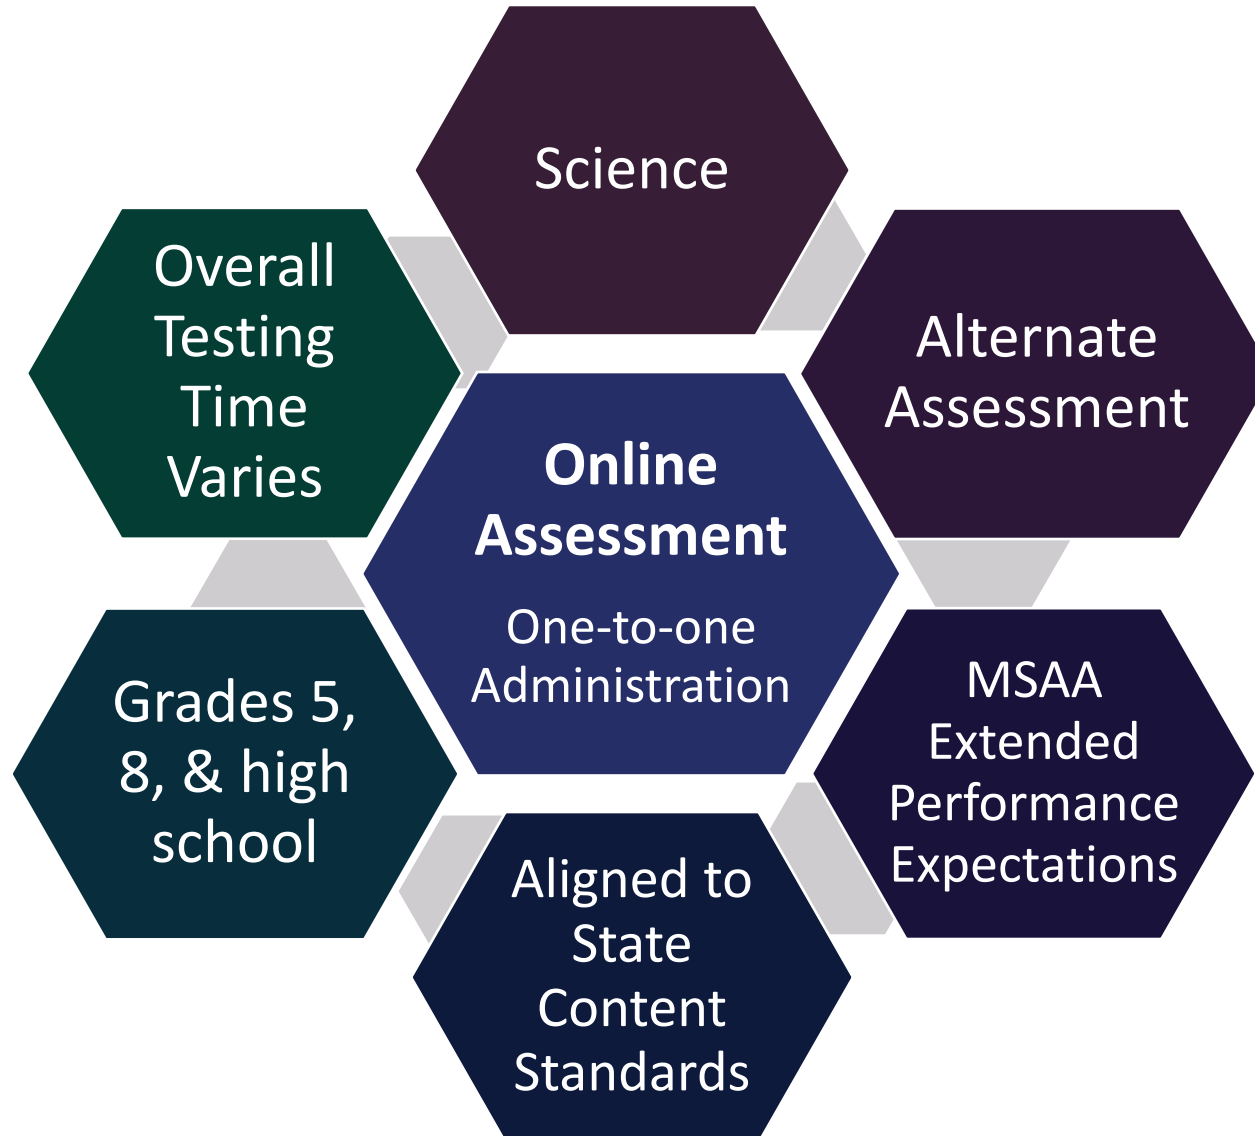 Science
Alternate
Assessment
MSAA
Extended
Performance
Expectations
Aligned to
State
Content
Standards
Grades 5,
8, & high
school
Overall
Testing
Time
Varies
Online
Assessment
One-to-one
Administration